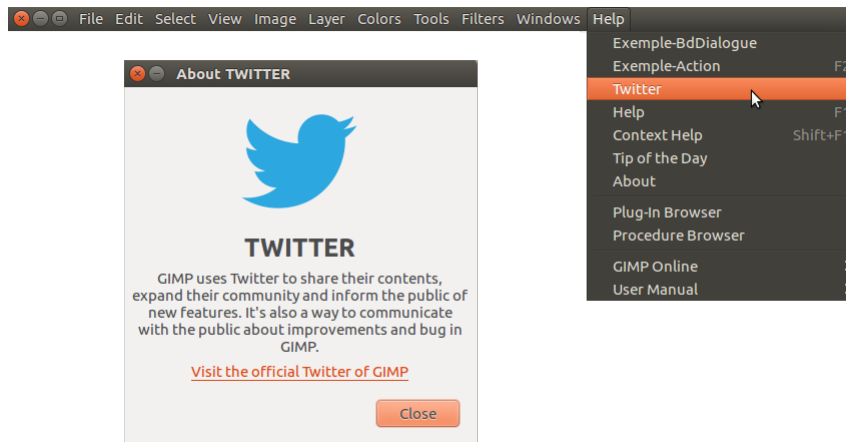 File Edit Select View Image Layer Colors Tools Filters Windows Help
Exemple-BdDialogue
Exemple-Action
Twitter
Help
Context Help Shift+F
Tip of the Day
About
Plug-In Browser
Procedure Browser
GIMP Online
User Manual
About TWITTER
TWITTER
GIMP uses Twitter to share their contents,
expand their community and inform the public of
new features. It's also a way to communicate
with the public about improvements and bug in
GIMP.
Visit the official Twitter of GIMP
Close